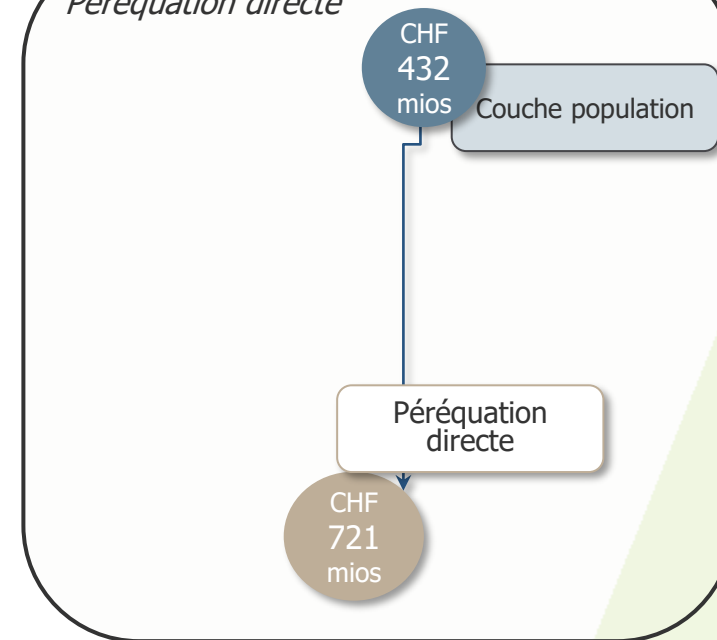 Péréquation directe
CHF
432
mios
Couche population
Péréquation
directe
CHF
721
mios